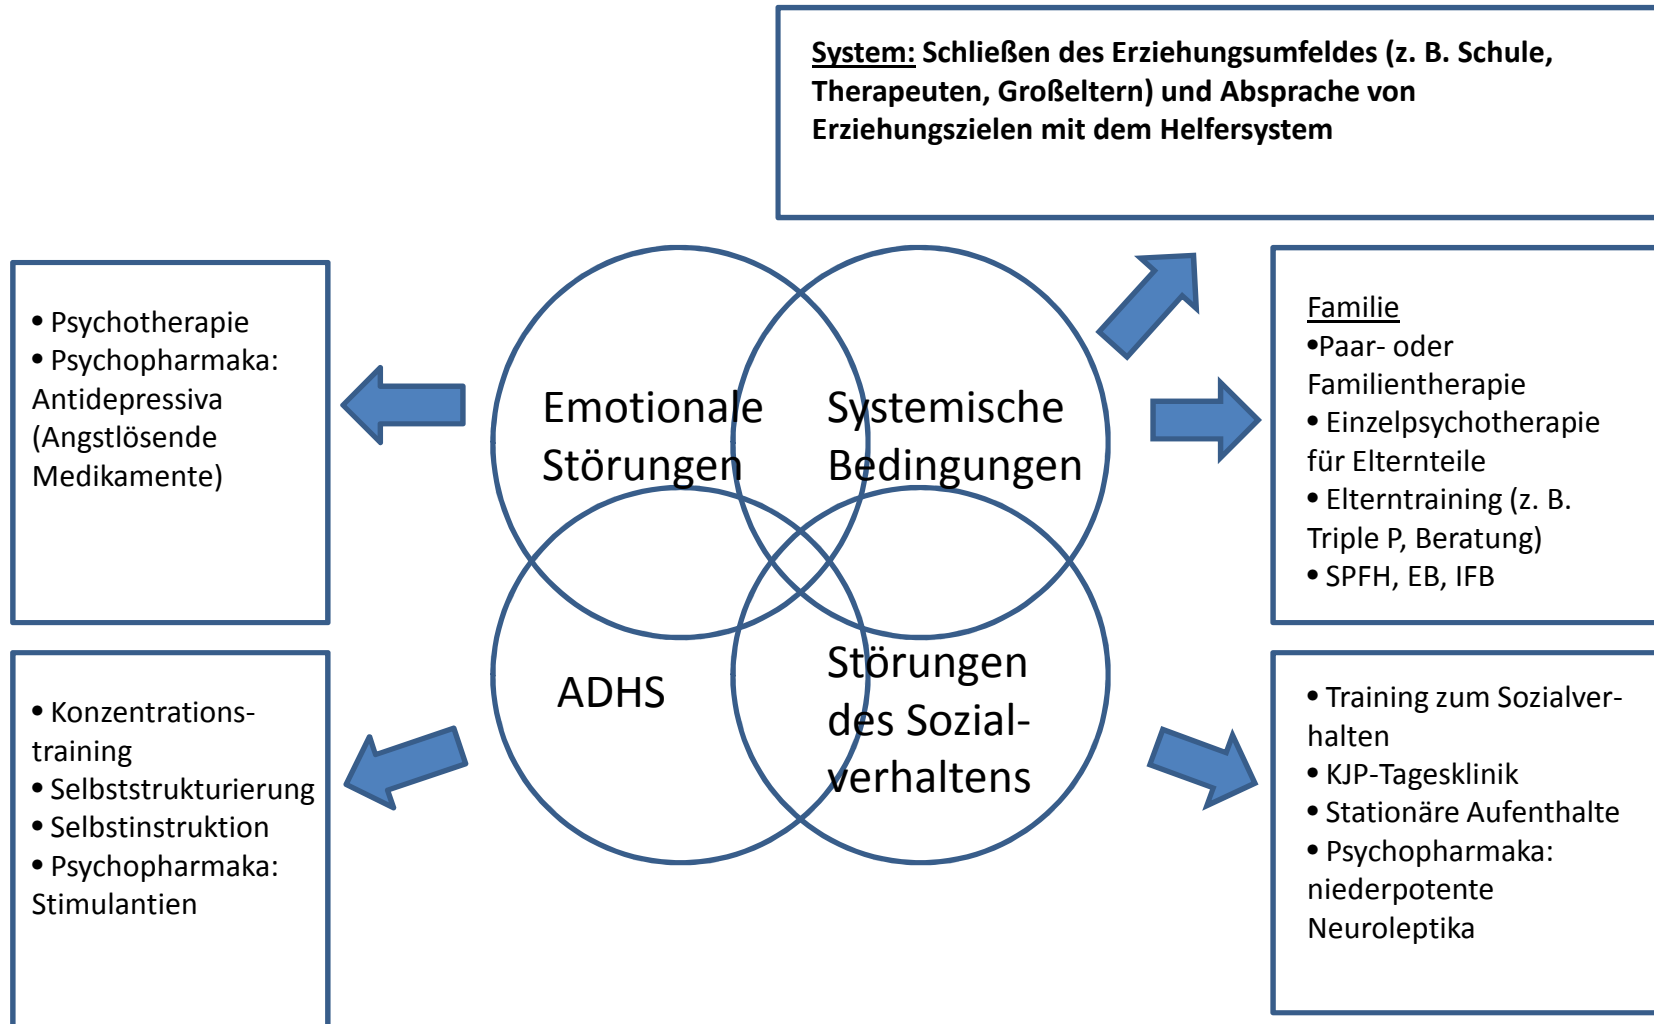 System: Schließen des Erziehungsumfeldes (z. B. Schule,
Therapeuten, Großeltern) und Absprache von
Erziehungszielen mit dem Helfersystem
• Psychotherapie
• Psychopharmaka:
Antidepressiva
(Angstlösende
Medikamente)
Emotionale
Störungen
Systemische
Bedingungen
Familie
•Paar- oder
Familientherapie
• Einzelpsychotherapie
für Elternteile
• Elterntraining (z. B.
Triple P, Beratung)
• SPFH, EB, IFB
• Konzentrations-
training
• Selbststrukturierung
• Selbstinstruktion
• Psychopharmaka:
Stimulantien
ADHS
Störungen
des Sozial-
verhaltens
• Training zum Sozialver-
halten
• KJP-Tagesklinik
• Stationäre Aufenthalte
• Psychopharmaka:
niederpotente
Neuroleptika